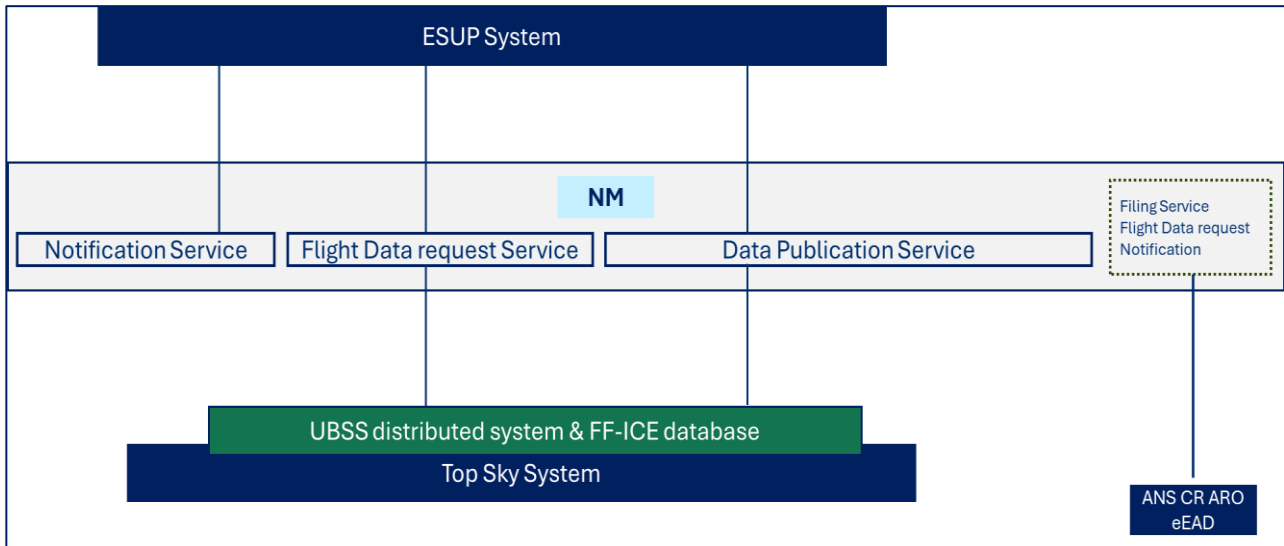 ESUP System
NM
Notification Service
Flight Data request Service
Data Publication Service
Filing Service
Flight Data request
Notification
UBSS distributed system & FF-ICE database
Top Sky System
ANS CR ARO
eEAD